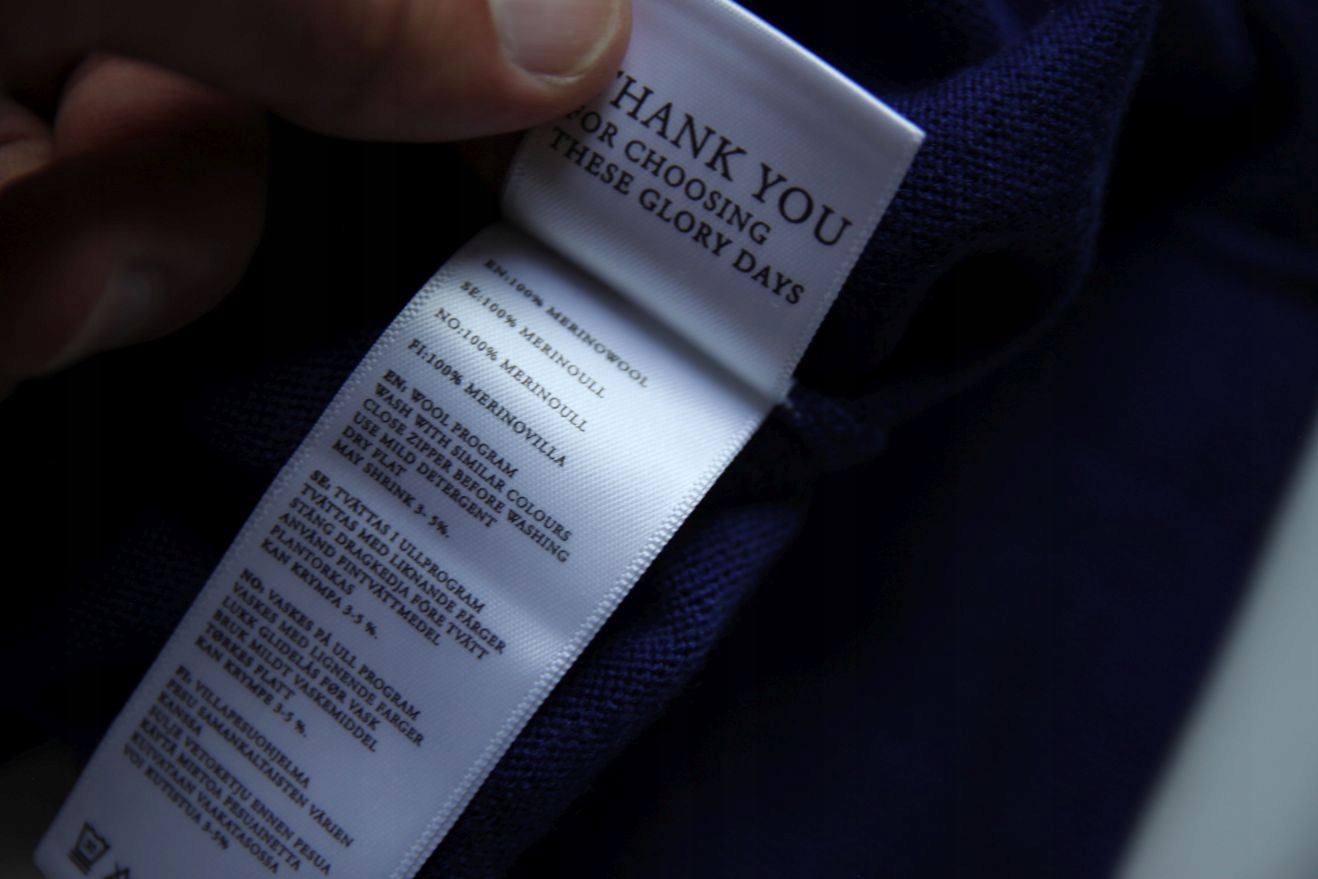 THANK YOU
FOR CHOOSING
THESE GLORY DAYS
EN:100% MERINOWOOL
SE:100% MERINOULL
NO:100% MERINOULL
FI:100% MERINOVILLA
EN: WOOL PROGRAM
WASH WITH SIMILAR COLOURS
CLOSE ZIPPER BEFORE WASHING
USE MILD DETERGENT
DRY FLAT
MAY SHRINK 3- 5%.
SE: TVÄTTAS I ULLPROGRAM
TVÄTTAS MED LIKNANDE FÄRGER
STÄNG DRAGKEDJA FÖRE TVÄTT
ANVÄND FINTVÄTTMEDEL
PLANTORKAS
KAN KRYMPA 3-5 %.
NO: VASKES PÅ ULL PROGRAM
VASKES MED LIGNENDE FARGER
LUKK GLIDELÅS FØR VASK
BRUK MILDT VASKEMIDDEL
TØRKES FLATT
KAN KRYMPE 3-5 %.
FI: VILLAPESUOHJELMA
PESU SAMANKALTAISTEN VÄRIEN
KANSSA
SULJE VETOKETJU ENNEN PESUA
KÄYTÄ MIETOA PESUAINETTA
KUIVATAAN VAAKATASOSSA
VOI KUTISTUA 3-5%